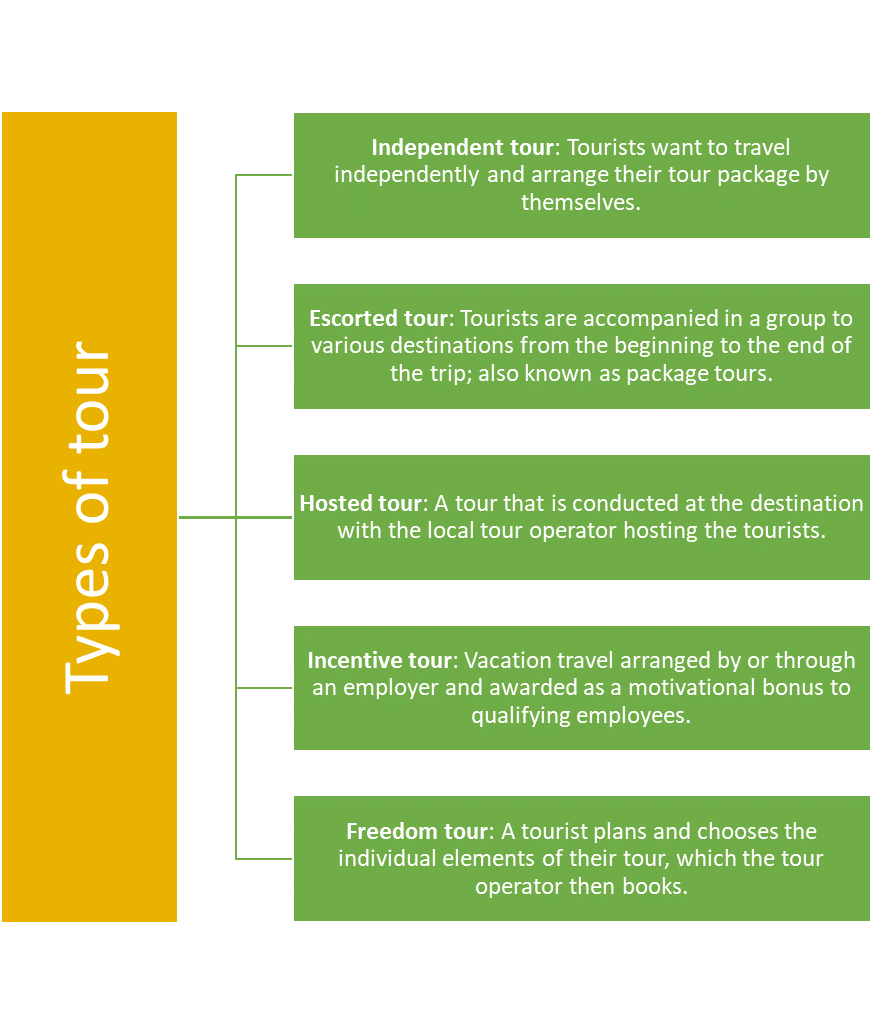 Types of tour
Independent tour: Tourists want to travel
independently and arrange their tour package by
themselves.
Escorted tour: Tourists are accompanied in a group to
various destinations from the beginning to the end of
the trip; also known as package tours.
Hosted tour: A tour that is conducted at the destination
with the local tour operator hosting the tourists.
Incentive tour: Vacation travel arranged by or through
an employer and awarded as a motivational bonus to
qualifying employees.
Freedom tour: A tourist plans and chooses the
individual elements of their tour, which the tour
operator then books.